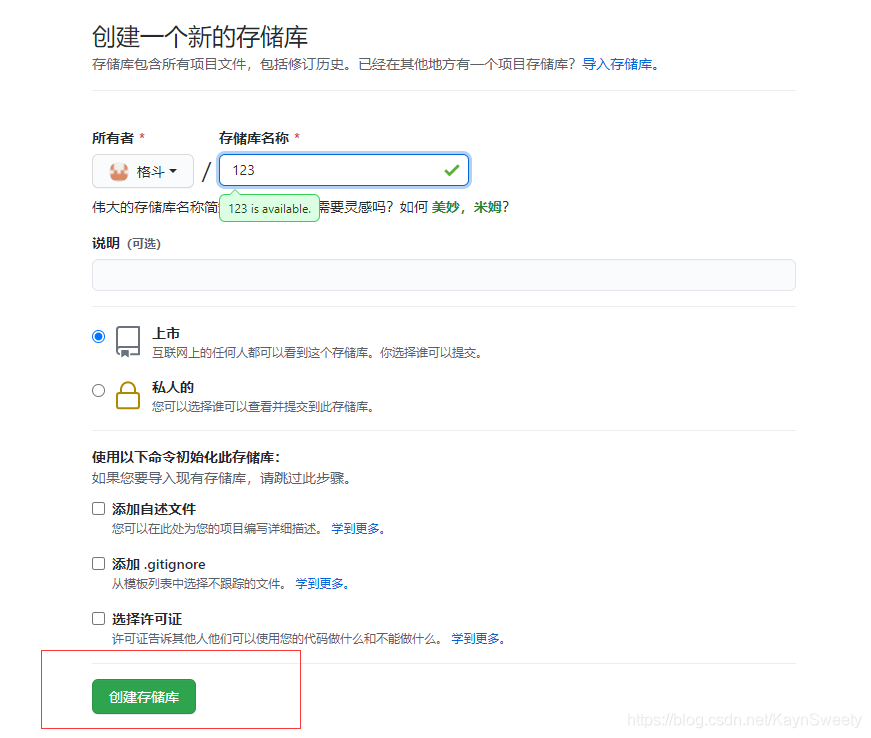 创建一个新的存储库
存储库包含所有项目文件，包括修订历史。已经在其他地方有一个项目存储库？导入存储库。
所有者 * 存储库名称 *
格斗 / 123
伟大的存储库名称简 需要灵感吗？如何 美妙，米姆？
123 is available.
说明 (可选)
上市
互联网上的任何人都可以看到这个存储库。你选择谁可以提交。
私人的
您可以选择谁可以查看并提交到此存储库。
使用以下命令初始化此存储库：
如果您要导入现有存储库，请跳过此步骤。
添加自述文件
您可以在此处为您的项目编写详细描述。 学到更多。
添加 .gitignore
从模板列表中选择不跟踪的文件。 学到更多。
选择许可证
许可证告诉其他人他们可以使用您的代码做什么和不能做什么。 学到更多。
创建存储库
https://blog.csdn.net/KaynSweety